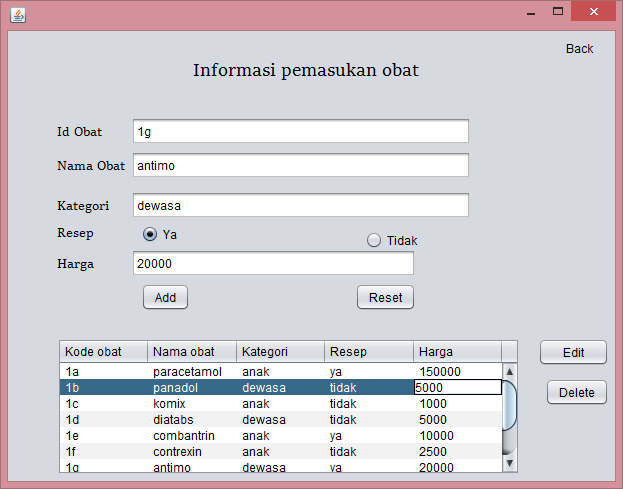 Back
Informasi pemasukan obat
Id Obat 1g
Nama Obat antimo
Kategori dewasa
Resep Ya Tidak
Harga 20000
Add Reset
Kode obat Nama obat Kategori Resep Harga
1a paracetamol anak ya 150000
1b panadol dewasa tidak 5000
1c komix anak tidak 1000
1d diatabs dewasa tidak 5000
1e combantrin anak ya 10000
1f contrexin anak tidak 2500
1g antimo dewasa ya 20000
Edit
Delete